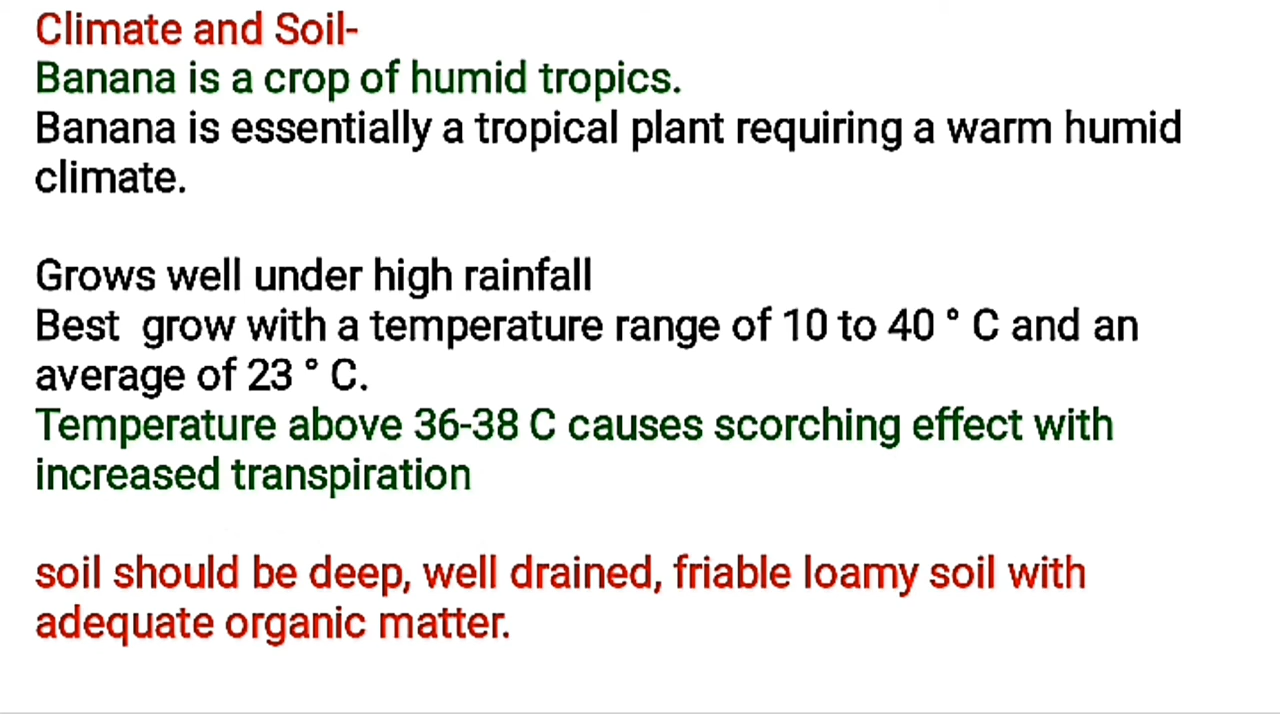 Climate and Soil-
Banana is a crop of humid tropics.
Banana is essentially a tropical plant requiring a warm humid
climate.
Grows well under high rainfall
Best  grow with a temperature range of 10 to 40 ° C and an
average of 23 ° C.
Temperature above 36-38 C causes scorching effect with
increased transpiration
soil should be deep, well drained, friable loamy soil with
adequate organic matter.